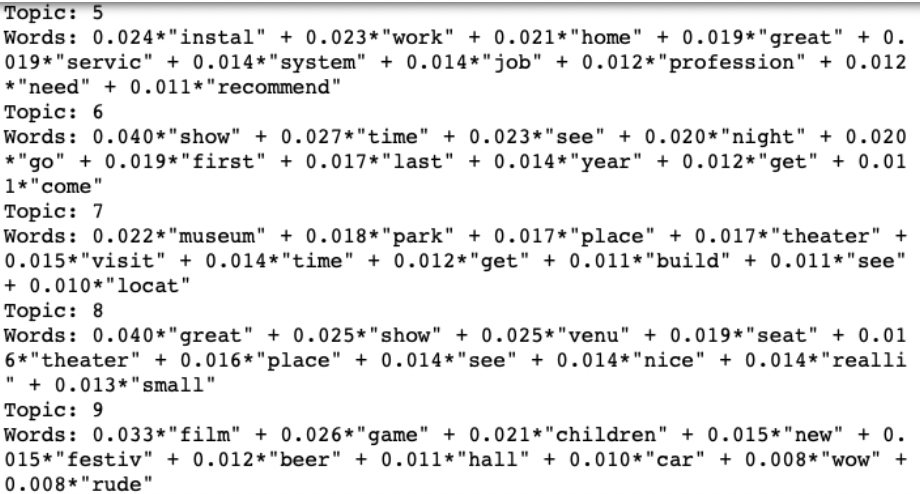 Topic: 5
Words: 0.024*"instal" + 0.023*"work" + 0.021*"home" + 0.019*"great" + 0.
019*"servic" + 0.014*"system" + 0.014*"job" + 0.012*"profession" + 0.012
*"need" + 0.011*"recommend"
Topic: 6
Words: 0.040*"show" + 0.027*"time" + 0.023*"see" + 0.020*"night" + 0.020
*"go" + 0.019*"first" + 0.017*"last" + 0.014*"year" + 0.012*"get" + 0.01
1*"come"
Topic: 7
Words: 0.022*"museum" + 0.018*"park" + 0.017*"place" + 0.017*"theater" +
0.015*"visit" + 0.014*"time" + 0.012*"get" + 0.011*"build" + 0.011*"see"
+ 0.010*"locat"
Topic: 8
Words: 0.040*"great" + 0.025*"show" + 0.025*"venu" + 0.019*"seat" + 0.01
6*"theater" + 0.016*"place" + 0.014*"see" + 0.014*"nice" + 0.014*"realli
" + 0.013*"small"
Topic: 9
Words: 0.033*"film" + 0.026*"game" + 0.021*"children" + 0.015*"new" + 0.
015*"festiv" + 0.012*"beer" + 0.011*"hall" + 0.010*"car" + 0.008*"wow" +
0.008*"rude"